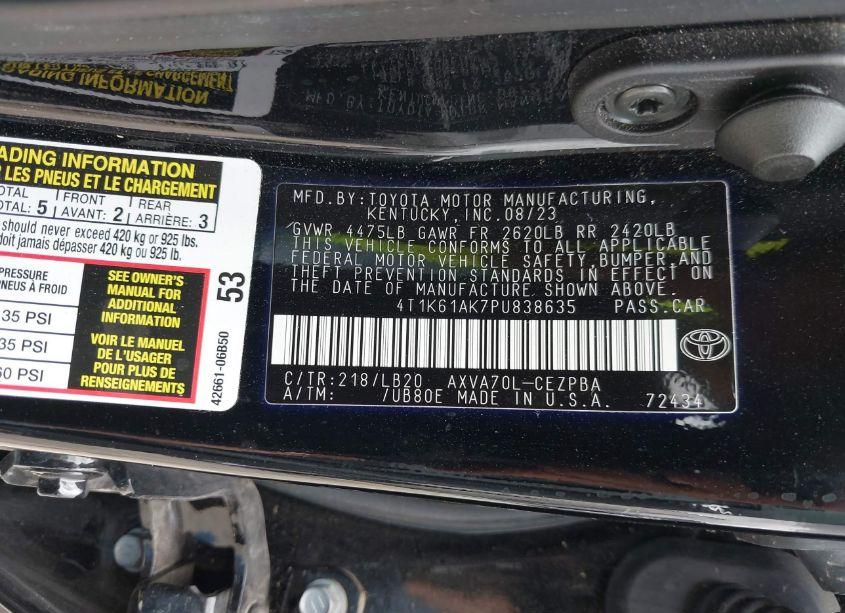 ADING INFORMATION
R LES PNEUS ET LE CHARGEMENT
OTAL FRONT REAR
OTAL: 5 AVANT: 2 ARRIÈRE: 3
should never exceed 420 kg or 925 lbs.
doit jamais dépasser 420 kg ou 925 lb.
PRESSURE
PNEUS À FROID
35 PSI
35 PSI
60 PSI
SEE OWNER'S
MANUAL FOR
ADDITIONAL
INFORMATION
VOIR LE MANUEL
DE L'USAGER
POUR PLUS DE
RENSEIGNEMENTS
53
42661-06B50
MFD.BY:TOYOTA MOTOR MANUFACTURING,
KENTUCKY,INC.08/23
GVWR 4475LB GAWR FR 2620LB RR 2420LB
THIS VEHICLE CONFORMS TO ALL APPLICABLE
FEDERAL MOTOR VEHICLE SAFETY,BUMPER,AND
THEFT PREVENTION STANDARDS IN EFFECT ON
THE DATE OF MANUFACTURE SHOWN ABOVE.
4T1K61AK7PU838635 PASS.CAR
C/TR:218/LB20 AXVA70L-CEZPBA
A/TM: /UB80E MADE IN U.S.A. 72434